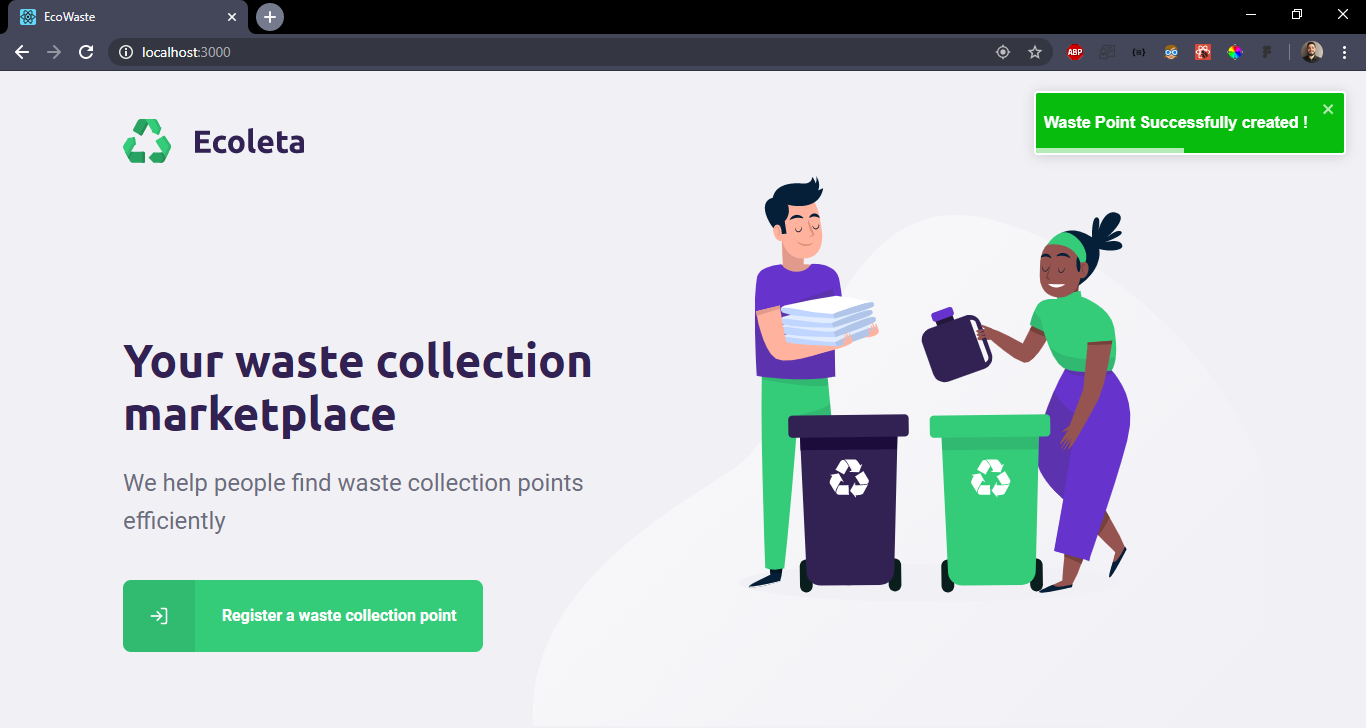 EcoWaste
localhost:3000
ABP
Ecoleta
Waste Point Successfully created !
Your waste collection
marketplace
We help people find waste collection points
efficiently
Register a waste collection point